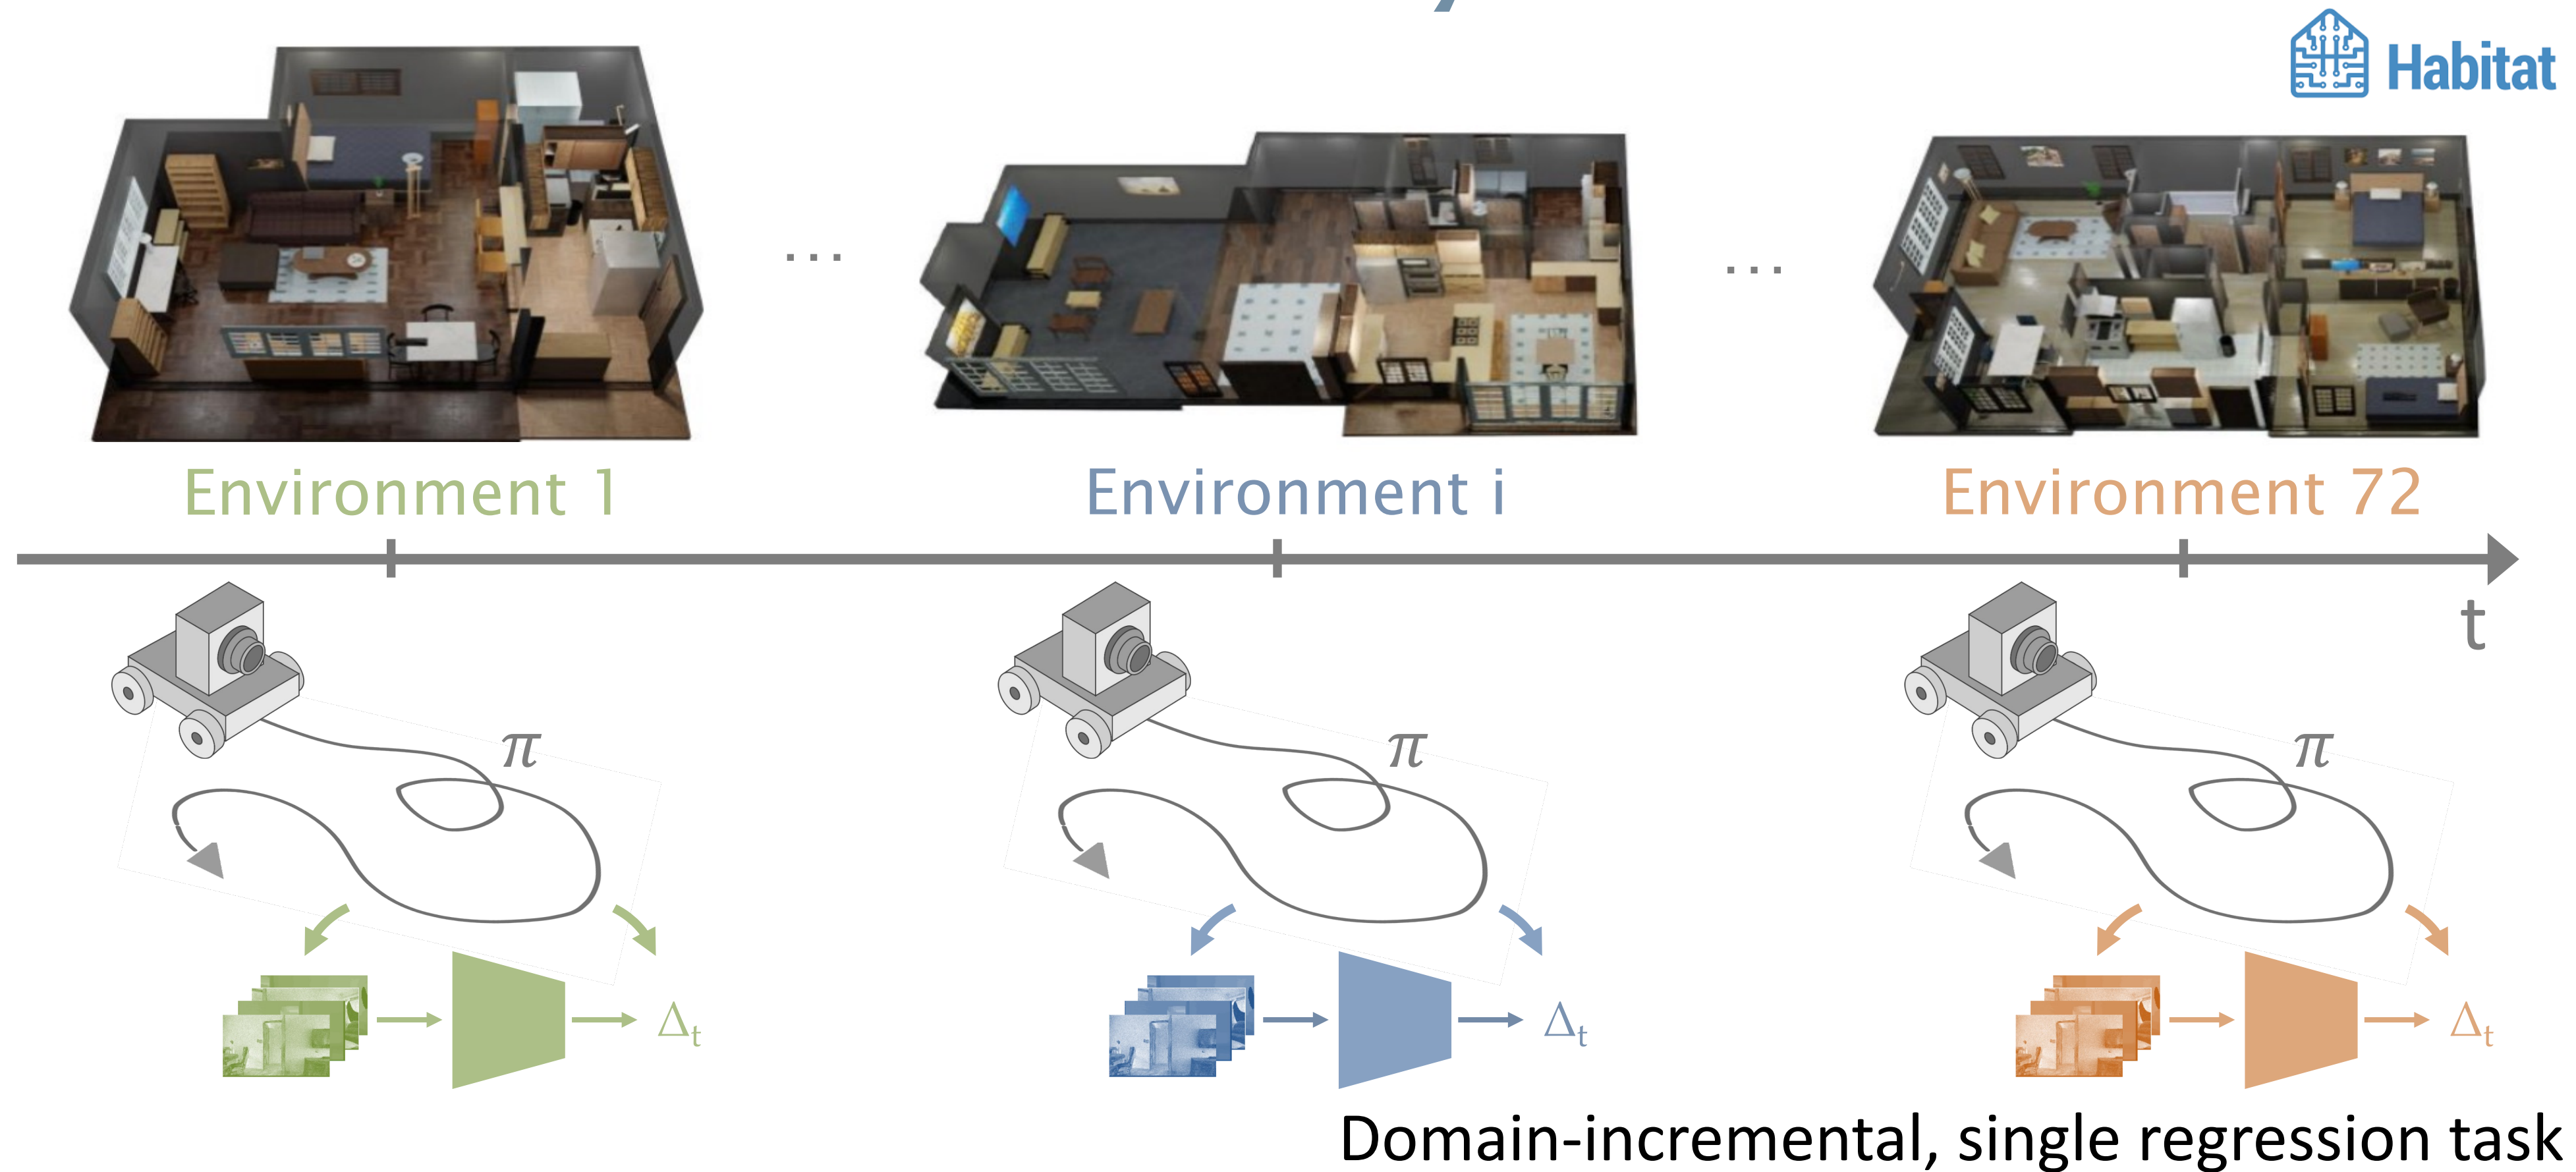 Habitat
... ...
Environment 1 Environment i Environment 72
t
π π π
Δt Δt Δt
Domain-incremental, single regression task